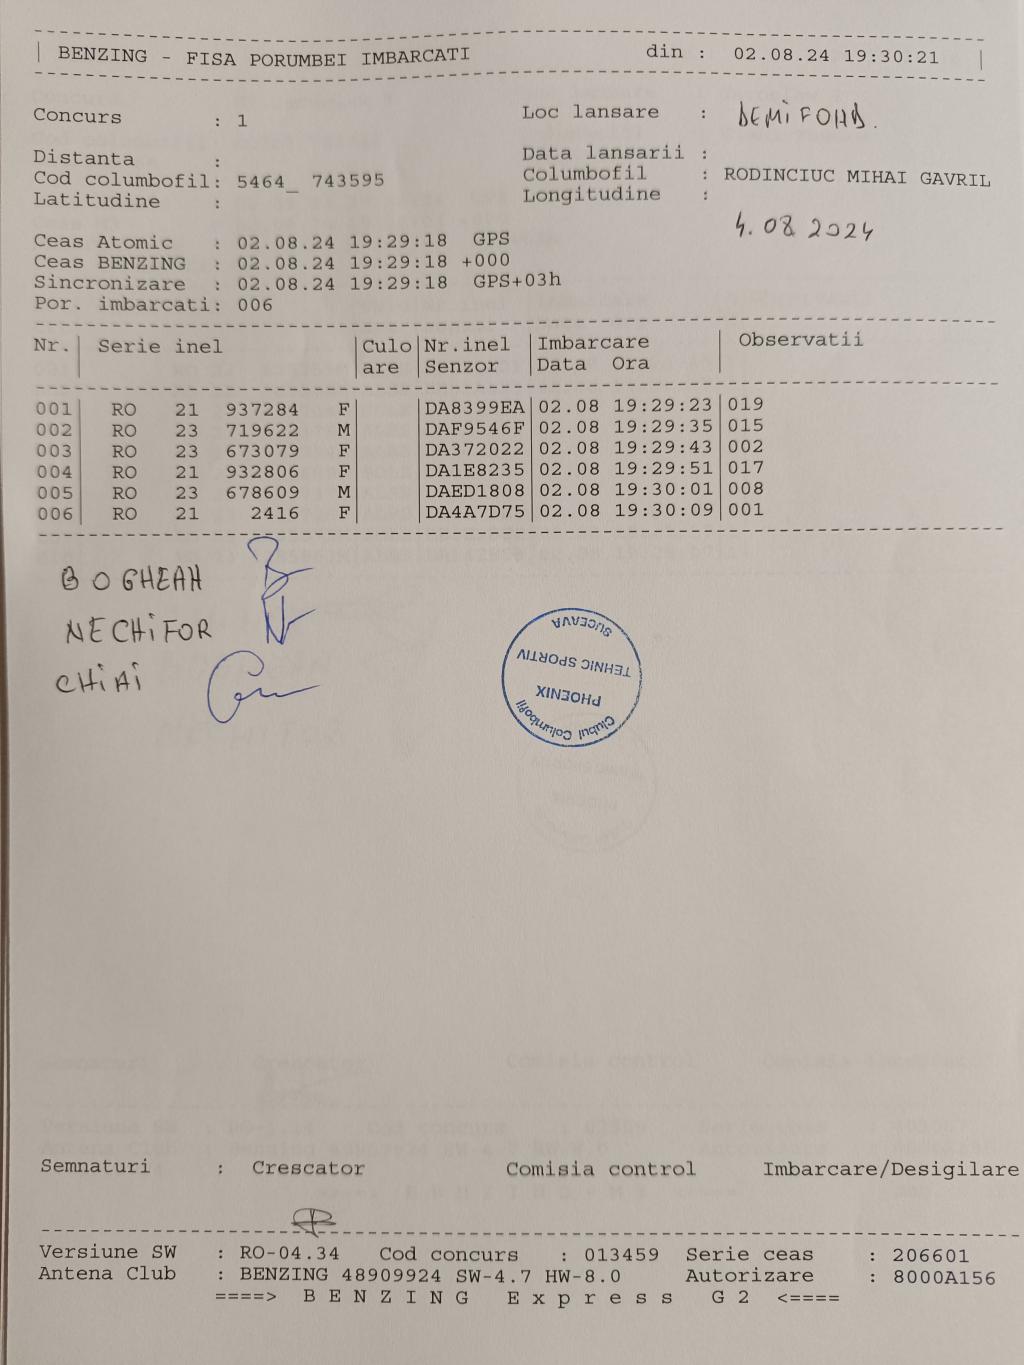 BENZING - FISA PORUMBEI IMBARCATI din : 02.08.24 19:30:21
Concurs : 1 Loc lansare : DEMIFOND.
Distanta : Data lansarii :
Cod columbofil: 5464_ 743595 Columbofil : RODINCIUC MIHAI GAVRIL
Latitudine : Longitudine :
4.08 2024
Ceas Atomic : 02.08.24 19:29:18 GPS
Ceas BENZING : 02.08.24 19:29:18 +000
Sincronizare : 02.08.24 19:29:18 GPS+03h
Por. imbarcati: 006
Nr. | Serie inel | Culo | Nr.inel | Imbarcare | Observatii
are | Senzor | Data Ora
001 | RO 21 937284 F | | DA8399EA | 02.08 19:29:23 | 019
002 | RO 23 719622 M | | DAF9546F | 02.08 19:29:35 | 015
003 | RO 23 673079 F | | DA372022 | 02.08 19:29:43 | 002
004 | RO 21 932806 F | | DA1E8235 | 02.08 19:29:51 | 017
005 | RO 23 678609 M | | DAED1808 | 02.08 19:30:01 | 008
006 | RO 21 2416 F | | DA4A7D75 | 02.08 19:30:09 | 001
BOGHEAN
NECHIFOR
CHIAI
Clubul Columbofil
PHOENIX
TEHNIC SPORTIV
SUCEAVA
Semnaturi : Crescator Comisia control Imbarcare/Desigilare
Versiune SW : RO-04.34 Cod concurs : 013459 Serie ceas : 206601
Antena Club : BENZING 48909924 SW-4.7 HW-8.0 Autorizare : 8000A156
====> B E N Z I N G E x p r e s s G 2 <====